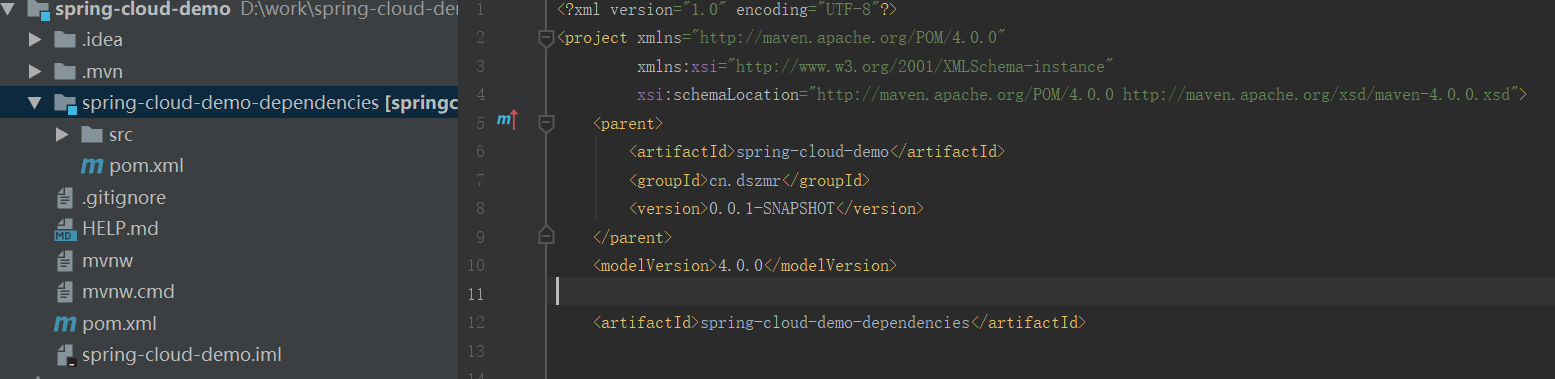 spring-cloud-demo D:\work\spring-cloud-de
.idea
.mvn
spring-cloud-demo-dependencies [springc
src
pom.xml
.gitignore
HELP.md
mvnw
mvnw.cmd
pom.xml
spring-cloud-demo.iml
1 <?xml version="1.0" encoding="UTF-8"?>
2 <project xmlns="http://maven.apache.org/POM/4.0.0"
3 xmlns:xsi="http://www.w3.org/2001/XMLSchema-instance"
4 xsi:schemaLocation="http://maven.apache.org/POM/4.0.0 http://maven.apache.org/xsd/maven-4.0.0.xsd">
5 <parent>
6 <artifactId>spring-cloud-demo</artifactId>
7 <groupId>cn.dszmr</groupId>
8 <version>0.0.1-SNAPSHOT</version>
9 </parent>
10 <modelVersion>4.0.0</modelVersion>
11
12 <artifactId>spring-cloud-demo-dependencies</artifactId>
13